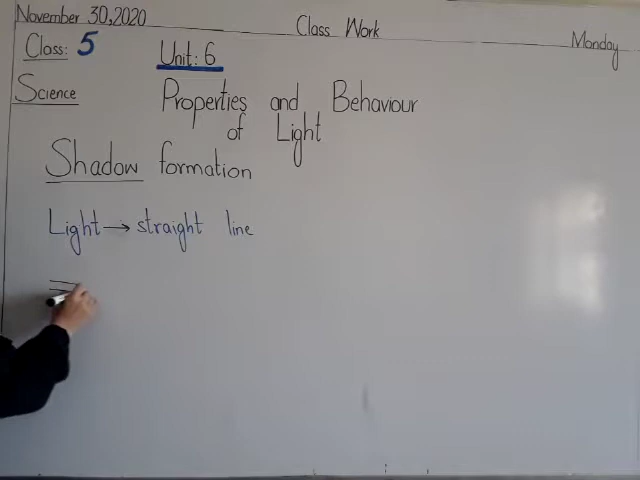 November 30,2020 Class Work Monday
Class: 5 Unit: 6
Science Properties and Behaviour
of Light
Shadow formation
Light → straight line